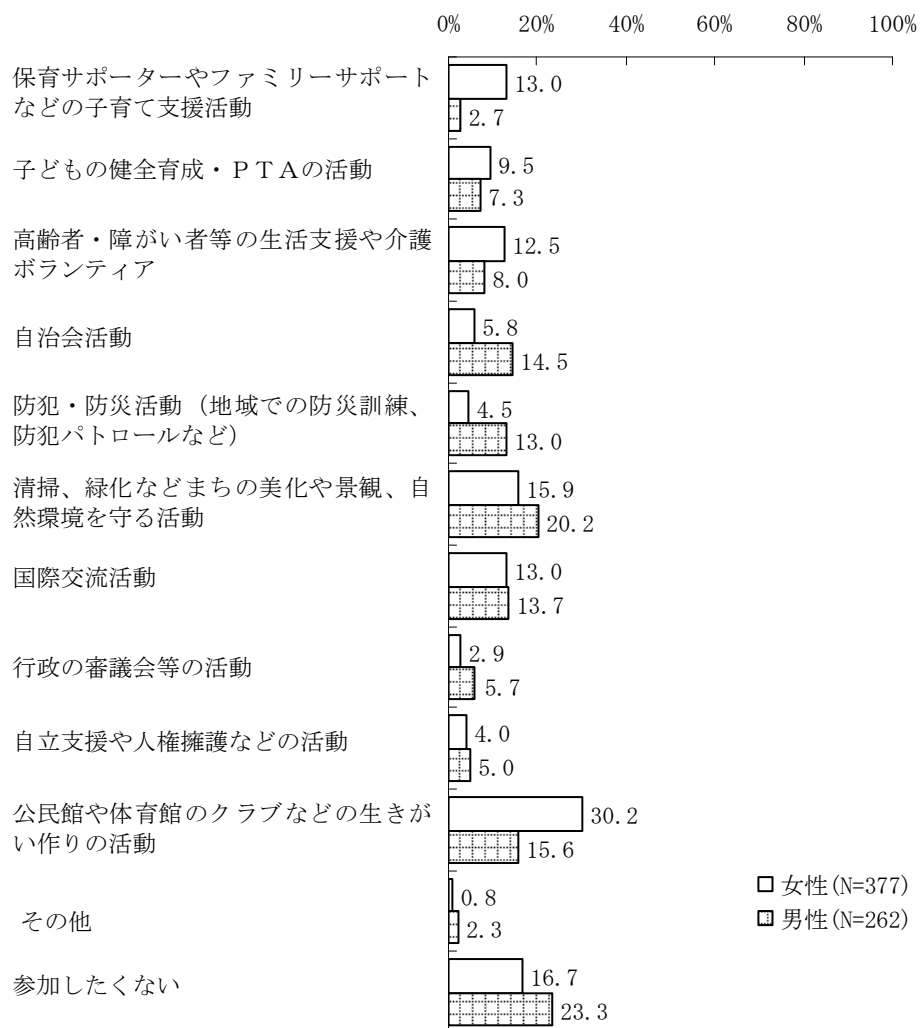 0% 20% 40% 60% 80% 100%
保育サポーターやファミリーサポート
などの子育て支援活動
13.0
2.7
子どもの健全育成・ＰＴＡの活動
9.5
7.3
高齢者・障がい者等の生活支援や介護
ボランティア
12.5
8.0
自治会活動
5.8
14.5
防犯・防災活動（地域での防災訓練、
防犯パトロールなど）
4.5
13.0
清掃、緑化などまちの美化や景観、自
然環境を守る活動
15.9
20.2
国際交流活動
13.0
13.7
行政の審議会等の活動
2.9
5.7
自立支援や人権擁護などの活動
4.0
5.0
公民館や体育館のクラブなどの生きが
い作りの活動
30.2
15.6
その他
0.8
2.3
参加したくない
16.7
23.3
女性(N=377)
男性(N=262)